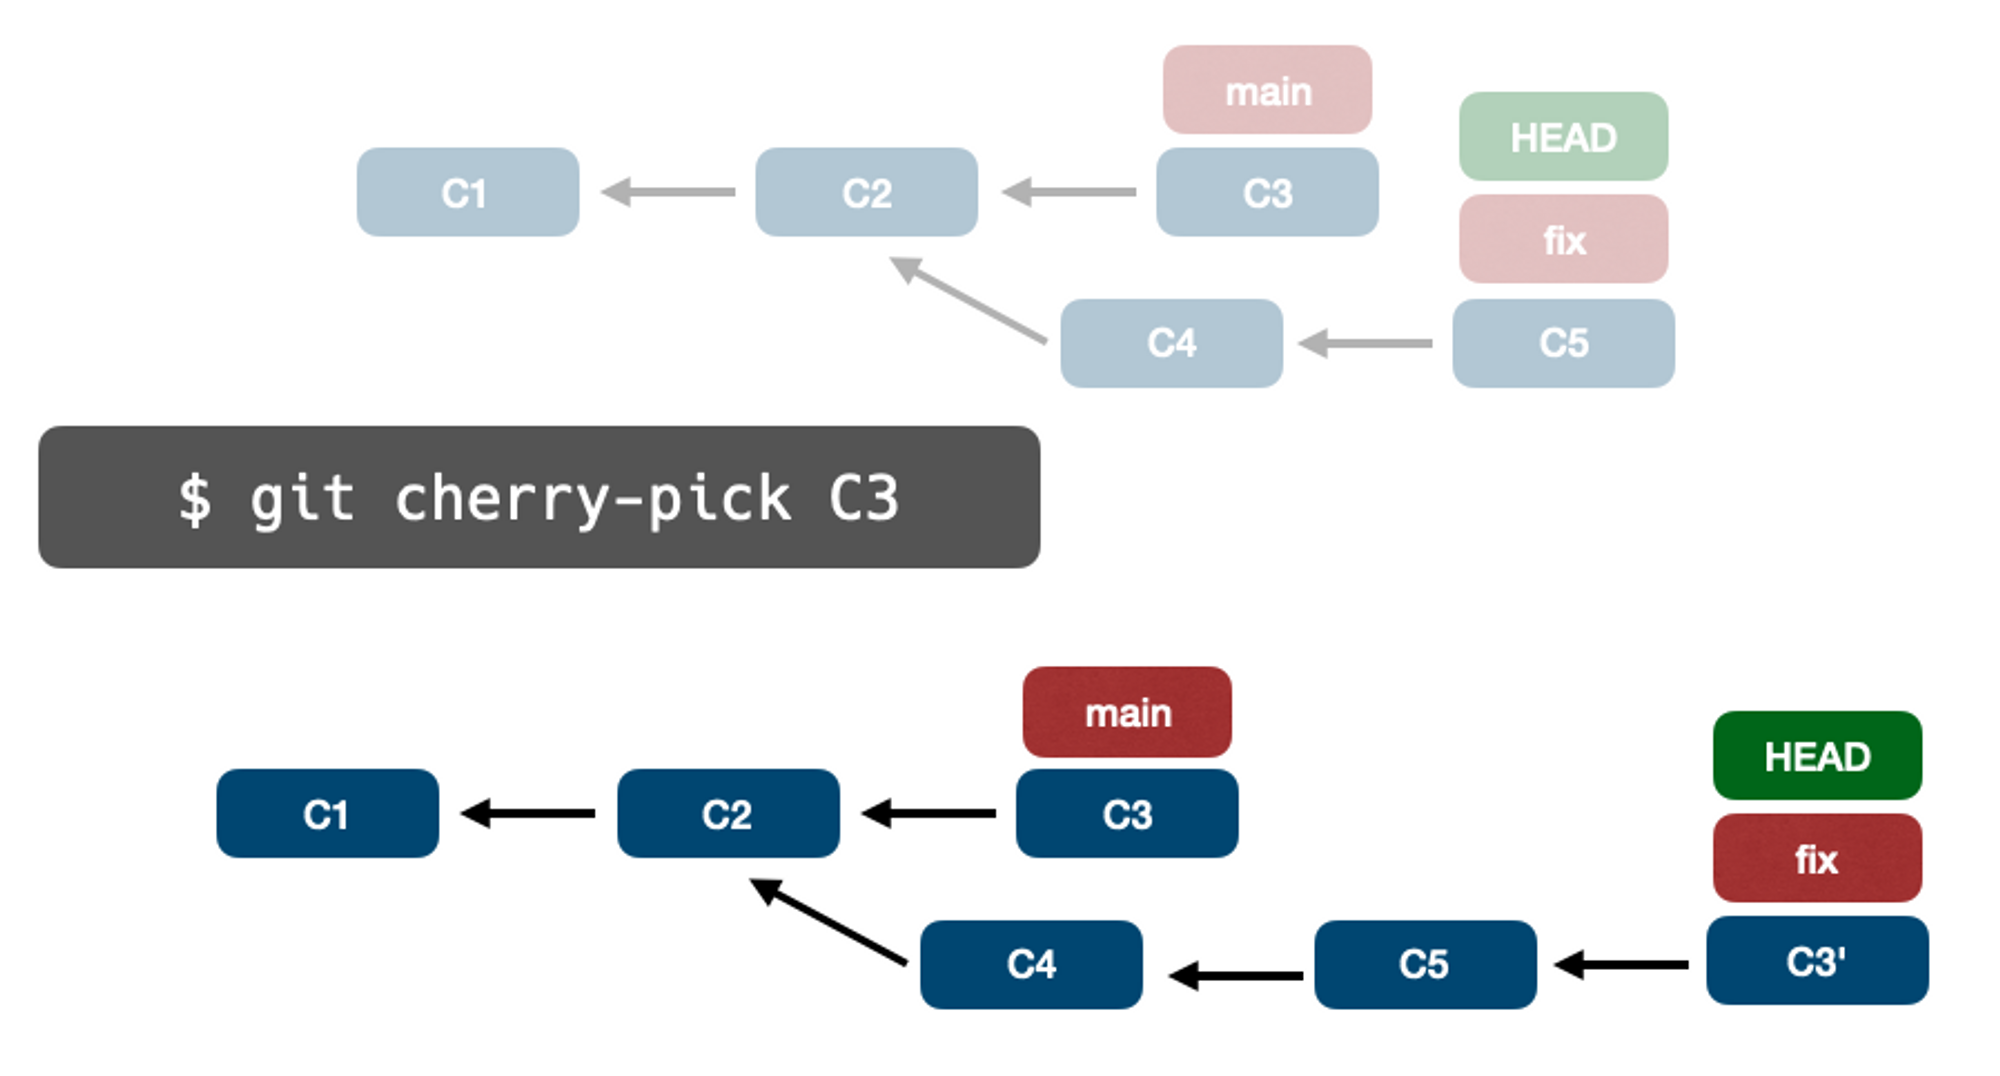 main
HEAD
C1
C2
C3
fix
C4
C5
$ git cherry-pick C3
main
HEAD
C1
C2
C3
fix
C4
C5
C3'